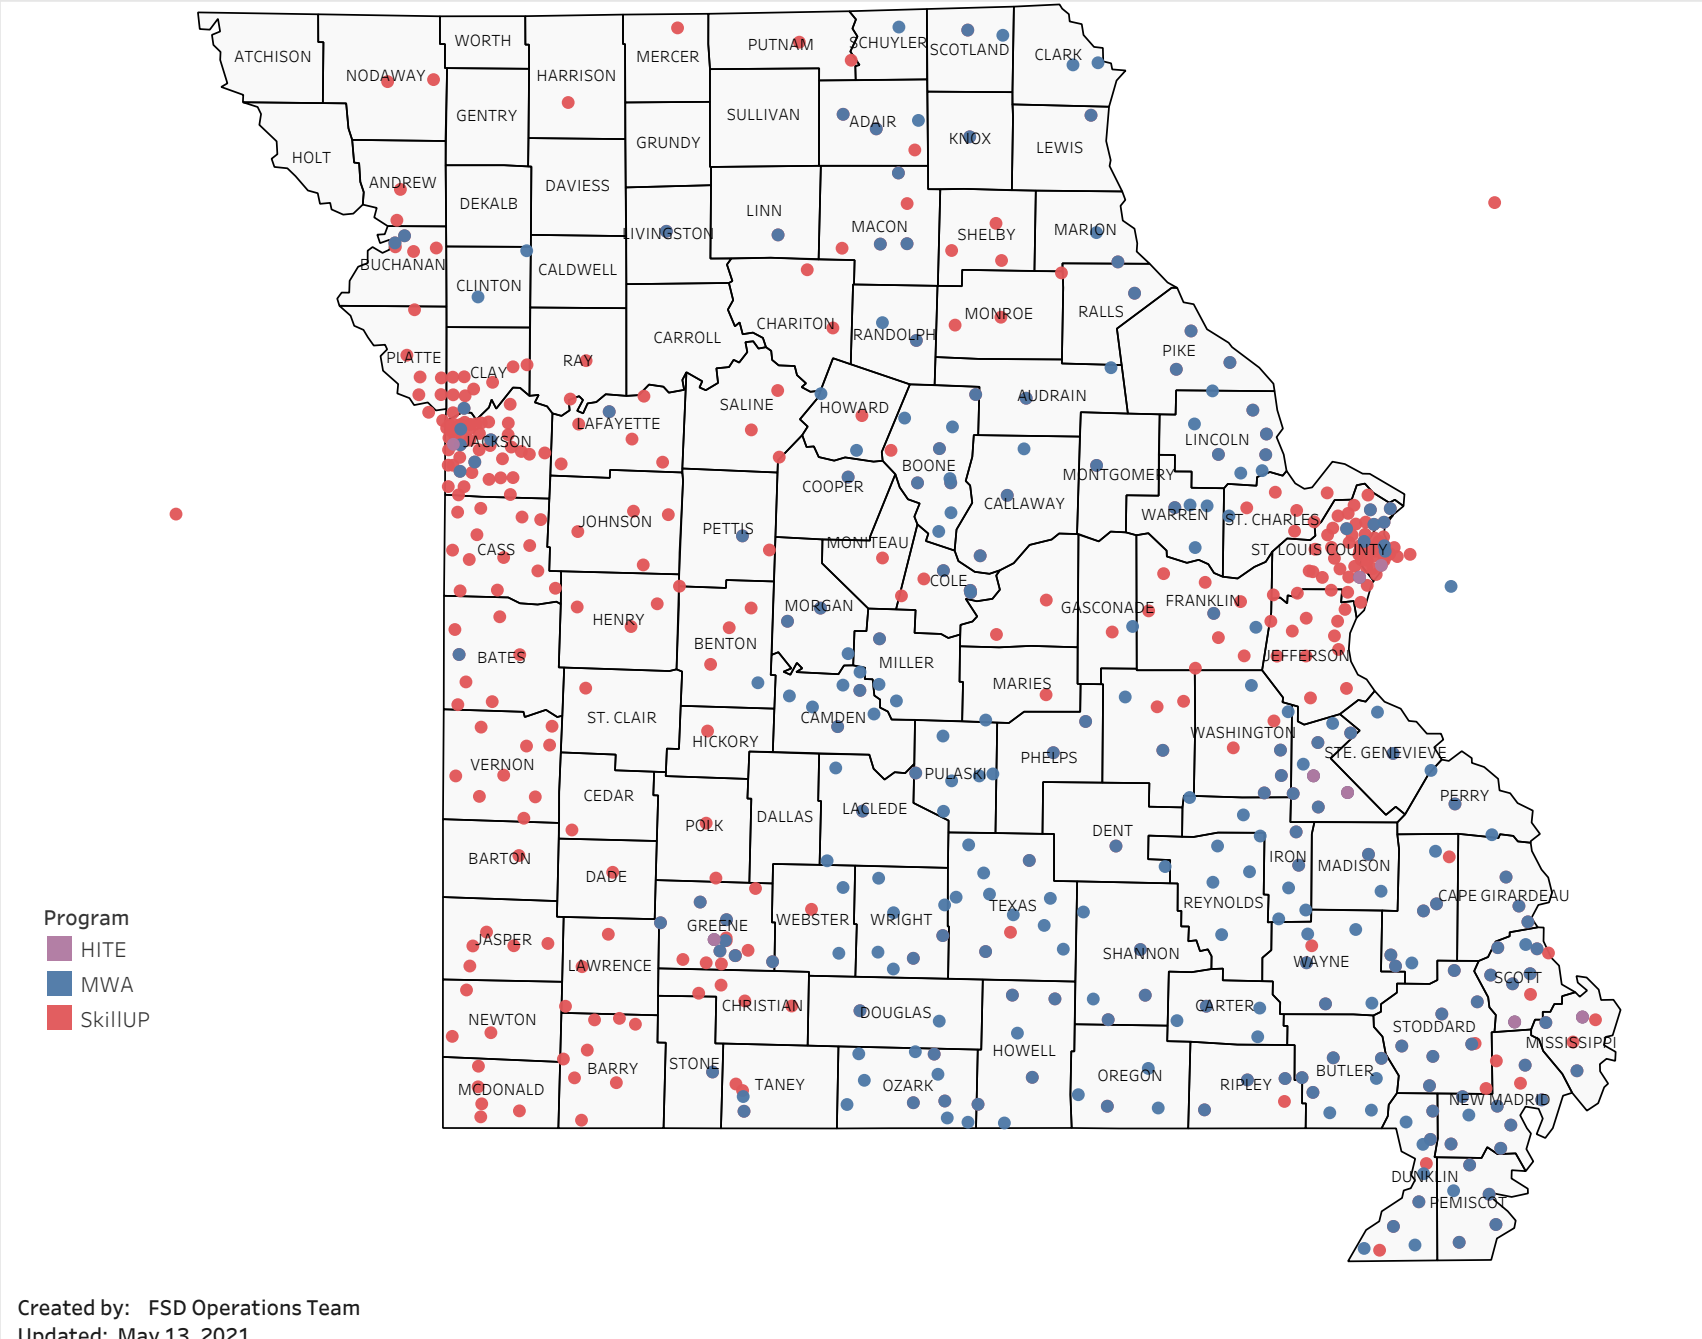 ATCHISON
WORTH
NODAWAY
HARRISON
MERCER
PUTNAM
SCHUYLER
SCOTLAND
CLARK
GENTRY
SULLIVAN
ADAIR
KNOX
LEWIS
HOLT
GRUNDY
ANDREW
DEKALB
DAVIESS
LIVINGSTON
LINN
MACON
SHELBY
MARION
BUCHANAN
CLINTON
CALDWELL
CARROLL
CHARITON
RANDOLPH
MONROE
RALLS
PIKE
PLATTE
CLAY
RAY
SALINE
HOWARD
AUDRAIN
JACKSON
LAFAYETTE
BOONE
MONTGOMERY
LINCOLN
COOPER
CALLAWAY
WARREN
ST. CHARLES
ST. LOUIS COUNTY
CASS
JOHNSON
PETTIS
MONITEAU
COLE
MORGAN
GASCONADE
FRANKLIN
HENRY
BENTON
BATES
MILLER
MARIES
JEFFERSON
ST. CLAIR
HICKORY
CAMDEN
WASHINGTON
STE. GENEVIEVE
VERNON
CEDAR
PULASKI
PHELPS
PERRY
POLK
DALLAS
LACLEDE
DENT
BARTON
DADE
IRON
MADISON
CAPE GIRARDEAU
GREENE
WEBSTER
WRIGHT
TEXAS
REYNOLDS
JASPER
LAWRENCE
SHANNON
WAYNE
SCOTT
NEWTON
CHRISTIAN
DOUGLAS
CARTER
STODDARD
MISSISSIPPI
MCDONALD
BARRY
STONE
TANEY
OZARK
HOWELL
OREGON
RIPLEY
BUTLER
NEW MADRID
DUNKLIN
PEMISCOT
Program
HITE
MWA
SkillUP
Created by: FSD Operations Team
Updated: May 13, 2021